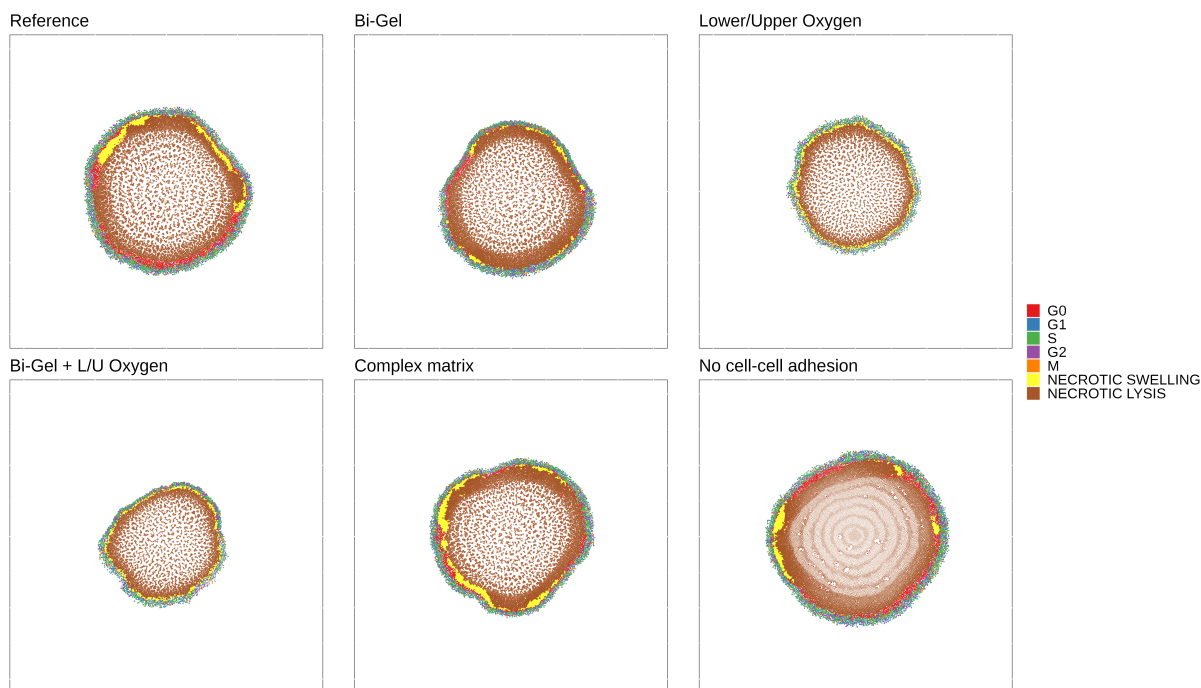 Reference
Bi-Gel
Lower/Upper Oxygen
Bi-Gel + L/U Oxygen
Complex matrix
No cell-cell adhesion
G0
G1
S
G2
M
NECROTIC SWELLING
NECROTIC LYSIS